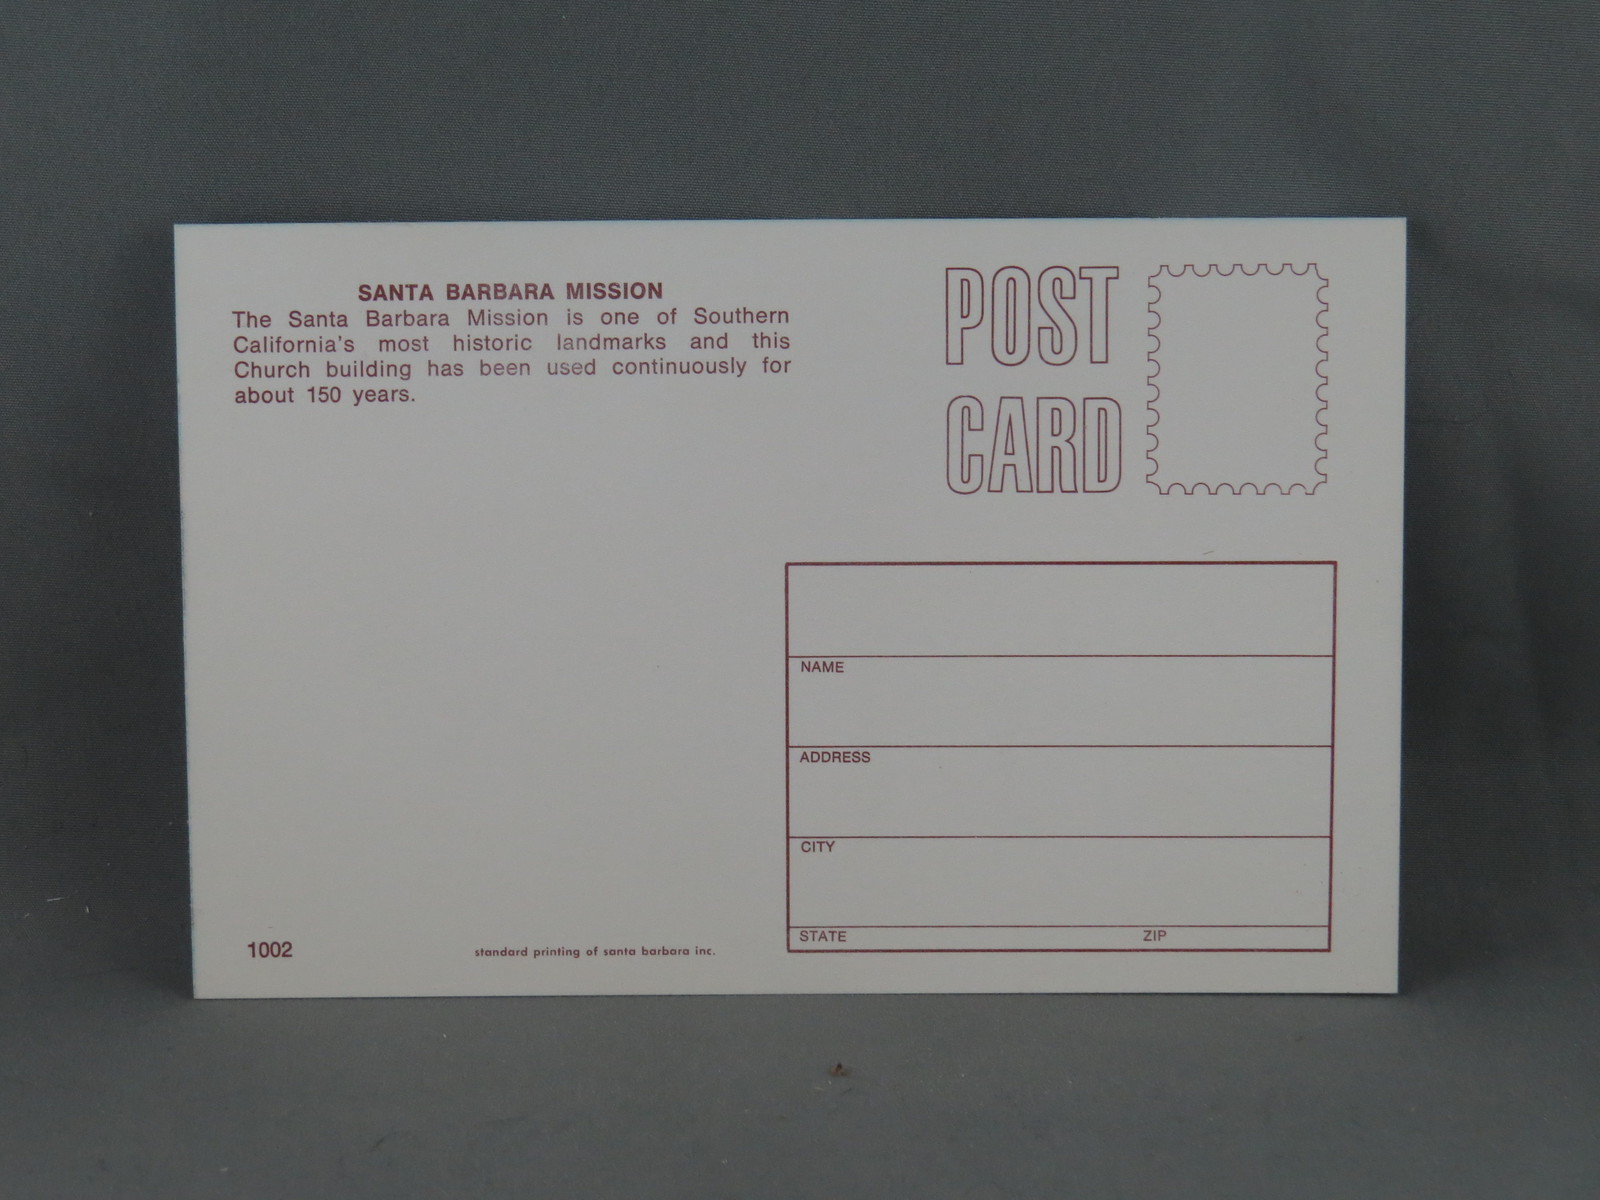 SANTA BARBARA MISSION
The Santa Barbara Mission is one of Southern
California's most historic landmarks and this
Church building has been used continuously for
about 150 years.
POST
CARD
NAME
ADDRESS
CITY
STATE ZIP
1002
standard printing of santa barbara inc.